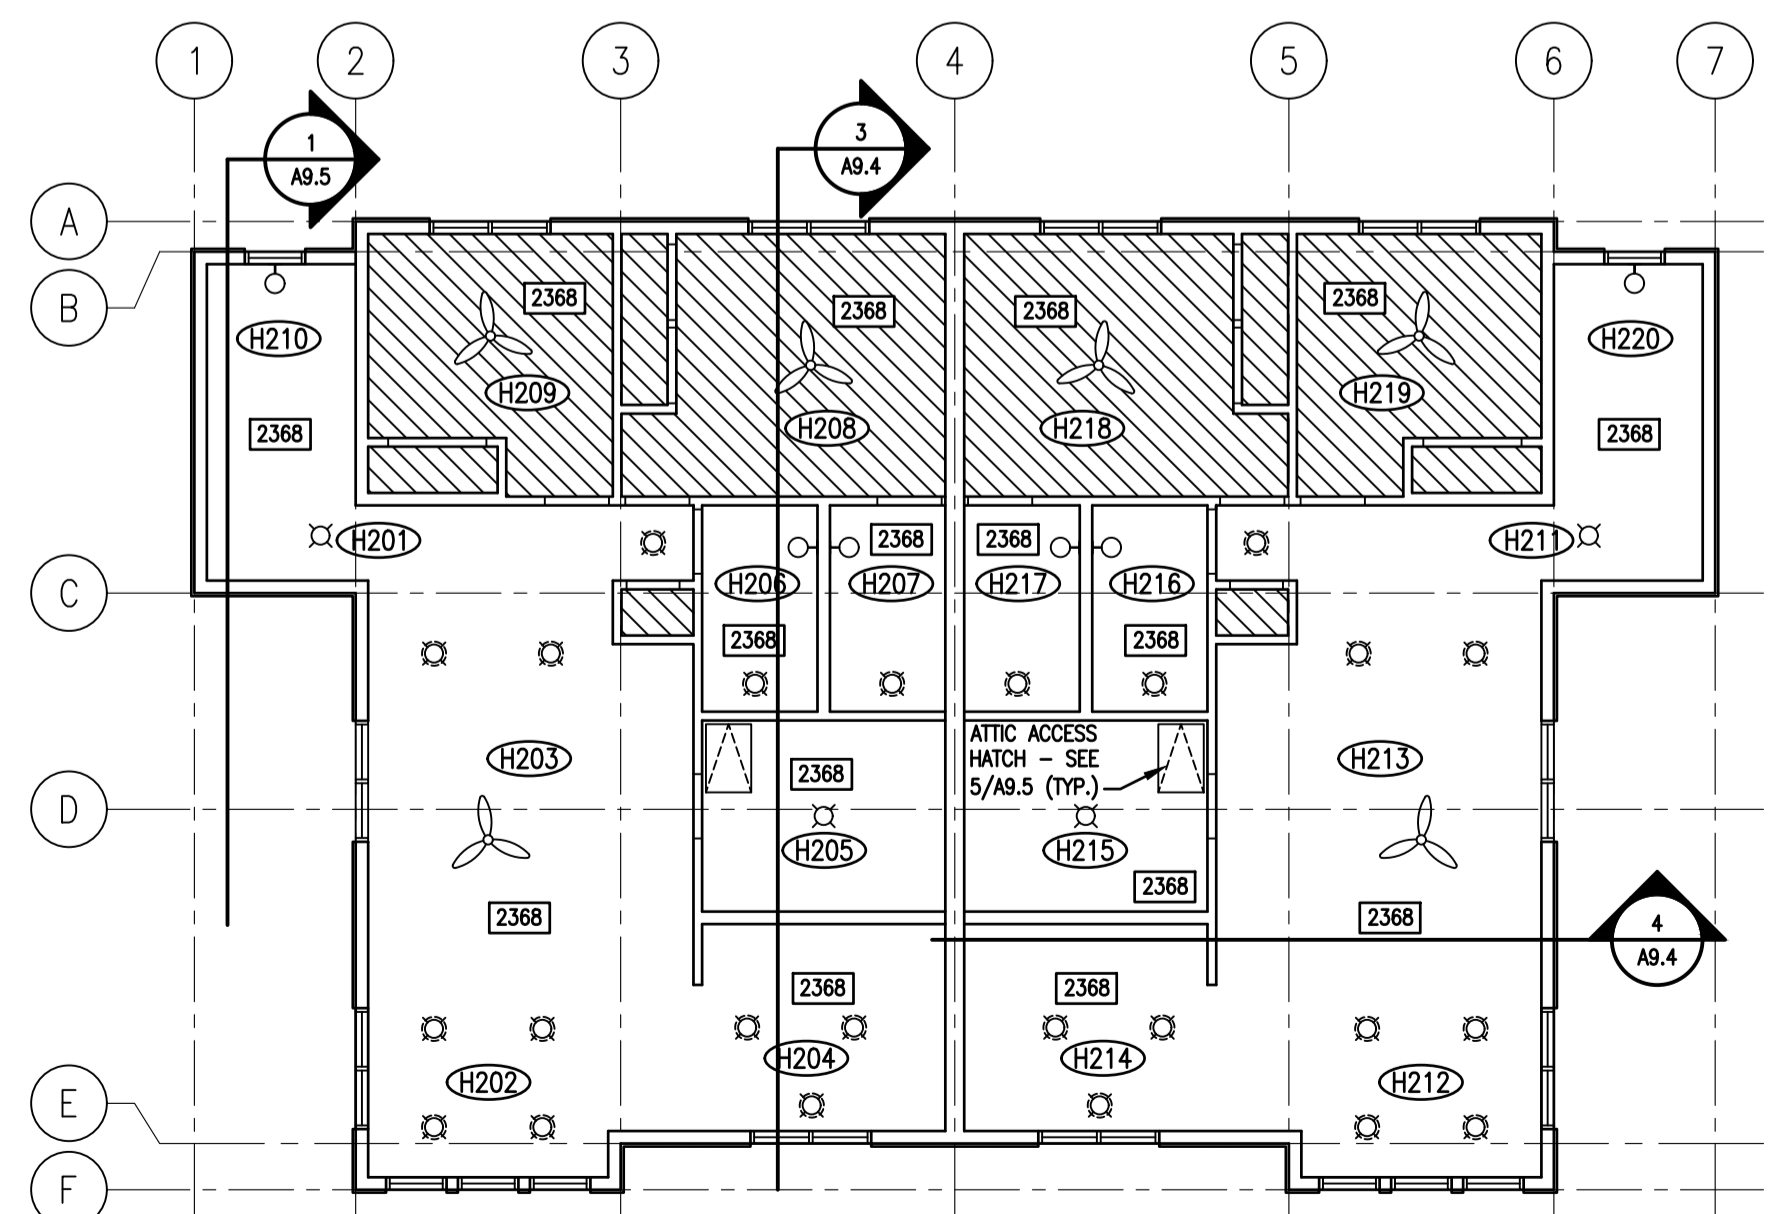 1 2 3 4 5 6 7
1
A9.5
3
A9.4
A
B
2368 2368 2368 2368
H210 H220
H209 H219
H208 H218
2368 2368
H201 2368 2368 H211
H206 H207 H217 H216
C
2368 2368
ATTIC ACCESS
HATCH – SEE
5/A9.5 (TYP.)
H203 2368 H213
D
H205 H215
2368
2368 2368
4
A9.4
2368 2368
H204 H214
H202 H212
E
F